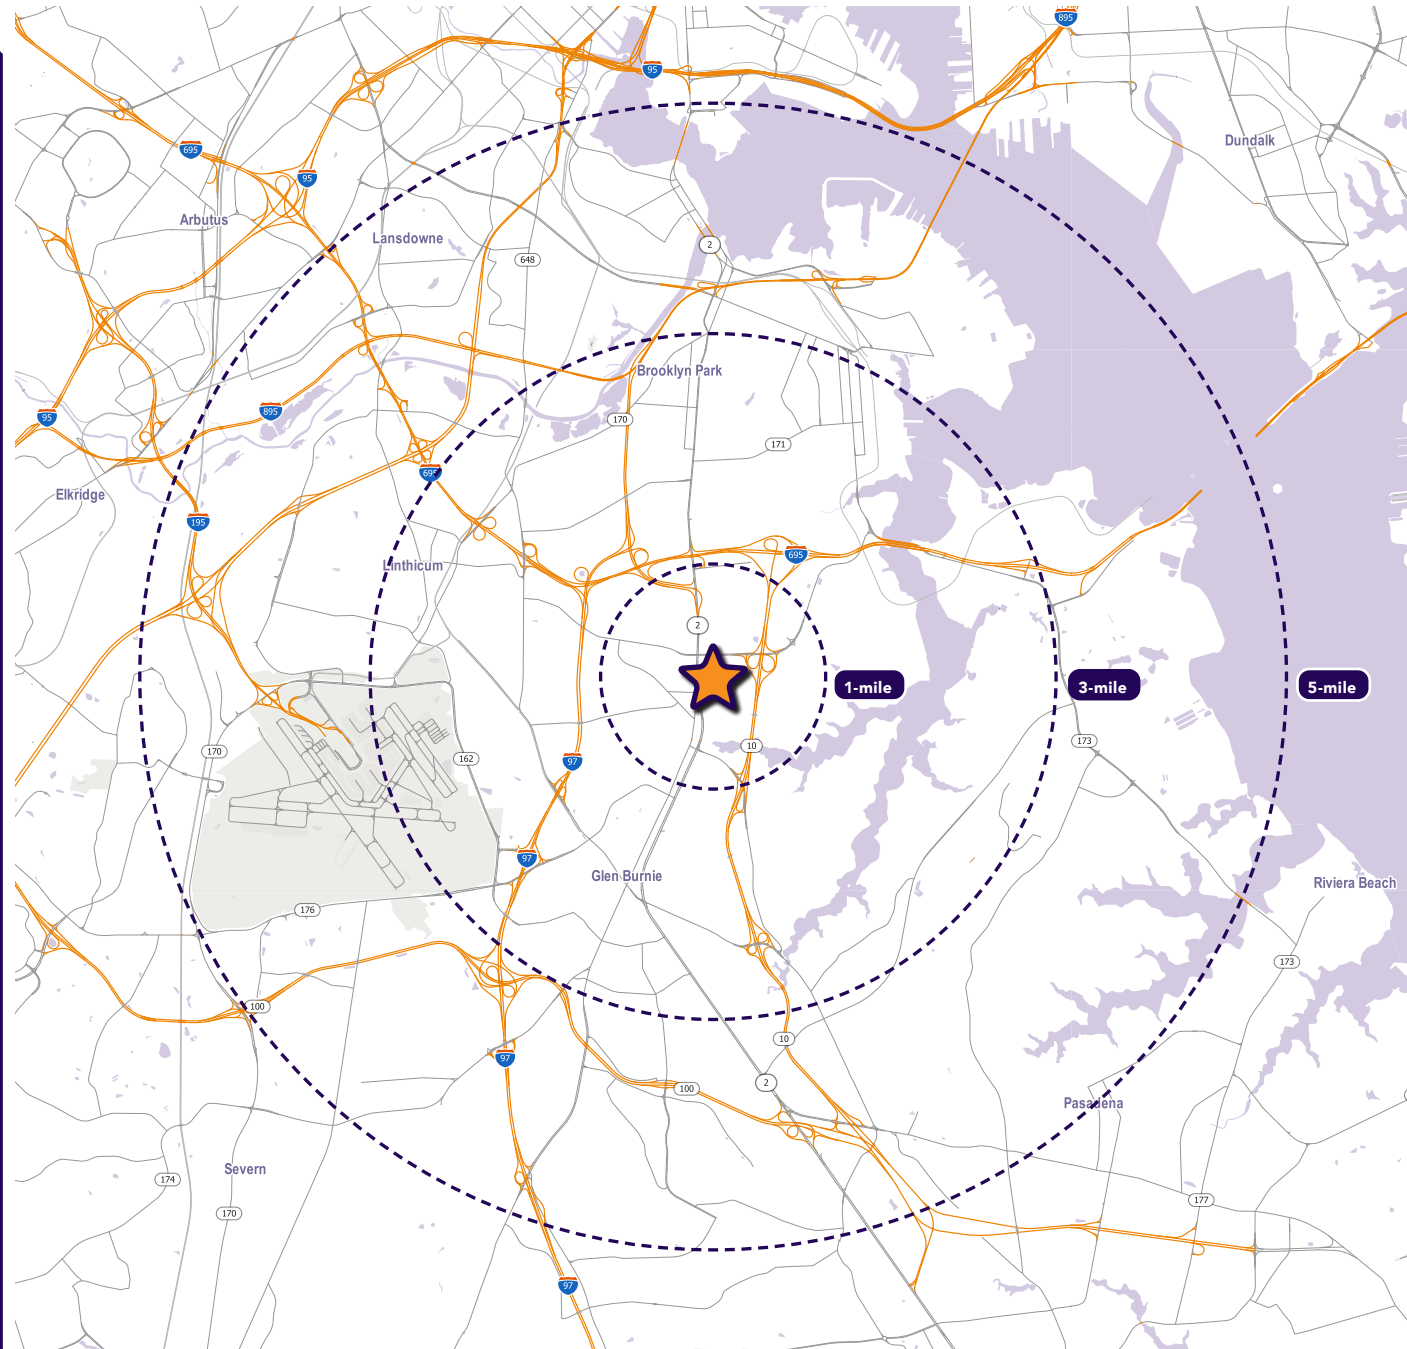 895
95
695
95
Dundalk
Arbutus
Lansdowne
2
648
Brooklyn Park
895
95
170
171
695
Elkridge
195
695
Linthicum
2
1-mile
3-mile
5-mile
10
173
170
162
97
97
Glen Burnie
Riviera Beach
176
173
100
10
97
2
100
Pasadena
Severn
174
177
170
97